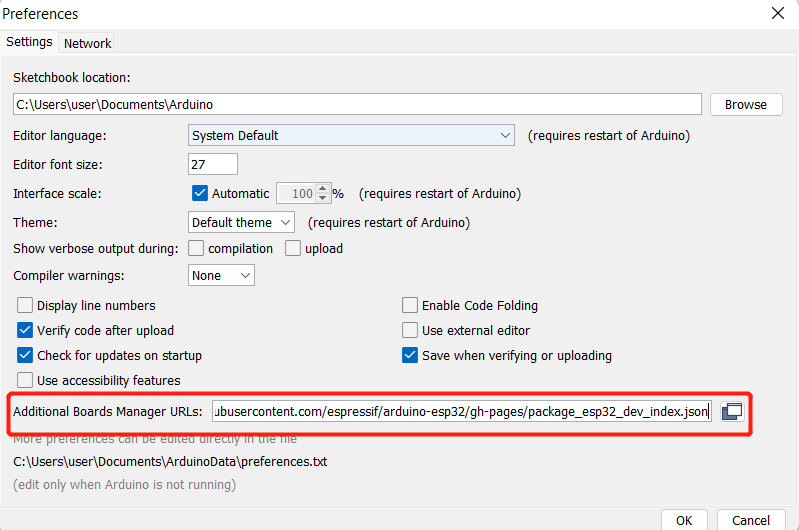 Preferences
Settings Network
Sketchbook location:
C:\Users\user\Documents\Arduino Browse
Editor language: System Default (requires restart of Arduino)
Editor font size: 27
Interface scale: Automatic 100 % (requires restart of Arduino)
Theme: Default theme (requires restart of Arduino)
Show verbose output during: compilation upload
Compiler warnings: None
Display line numbers Enable Code Folding
Verify code after upload Use external editor
Check for updates on startup Save when verifying or uploading
Use accessibility features
Additional Boards Manager URLs: ubusercontent.com/espressif/arduino-esp32/gh-pages/package_esp32_dev_index.json
More preferences can be edited directly in the file
C:\Users\user\Documents\ArduinoData\preferences.txt
(edit only when Arduino is not running)
OK Cancel